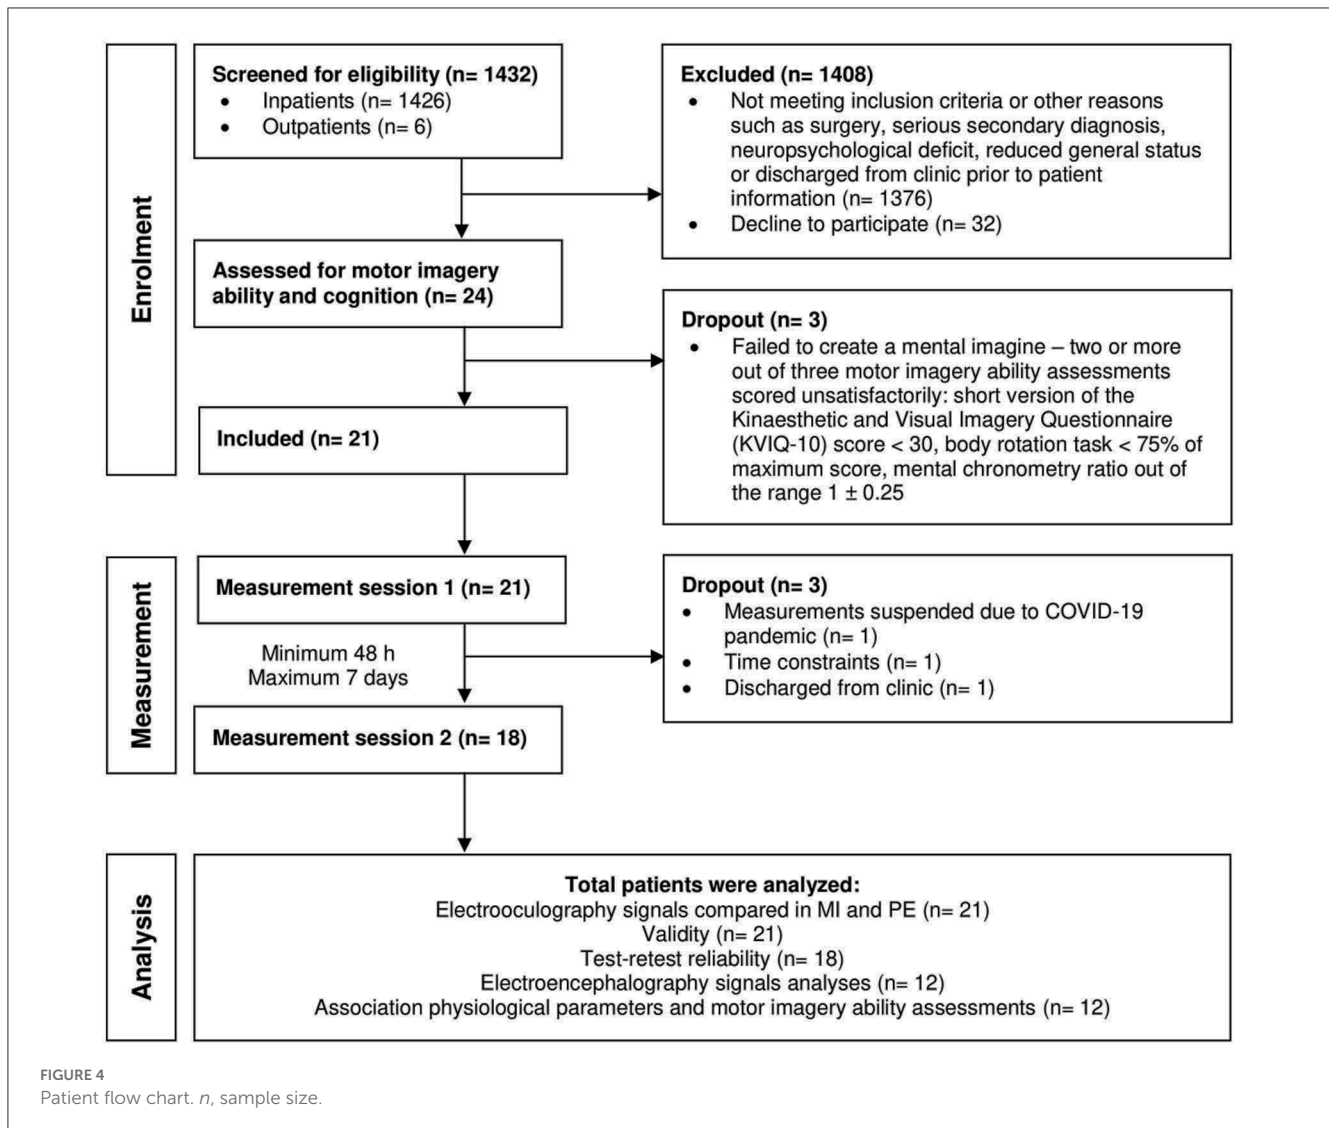 Enrolment
Screened for eligibility (n= 1432)
• Inpatients (n= 1426)
• Outpatients (n= 6)
Excluded (n= 1408)
• Not meeting inclusion criteria or other reasons
such as surgery, serious secondary diagnosis,
neuropsychological deficit, reduced general status
or discharged from clinic prior to patient
information (n= 1376)
• Decline to participate (n= 32)
Assessed for motor imagery
ability and cognition (n= 24)
Dropout (n= 3)
• Failed to create a mental imagine – two or more
out of three motor imagery ability assessments
scored unsatisfactorily: short version of the
Kinaesthetic and Visual Imagery Questionnaire
(KVIQ-10) score < 30, body rotation task < 75% of
maximum score, mental chronometry ratio out of
the range 1 ± 0.25
Included (n= 21)
Measurement
Measurement session 1 (n= 21)
Minimum 48 h
Maximum 7 days
Dropout (n= 3)
• Measurements suspended due to COVID-19
pandemic (n= 1)
• Time constraints (n= 1)
• Discharged from clinic (n= 1)
Measurement session 2 (n= 18)
Analysis
Total patients were analyzed:
Electrooculography signals compared in MI and PE (n= 21)
Validity (n= 21)
Test-retest reliability (n= 18)
Electroencephalography signals analyses (n= 12)
Association physiological parameters and motor imagery ability assessments (n= 12)
FIGURE 4
Patient flow chart. n, sample size.